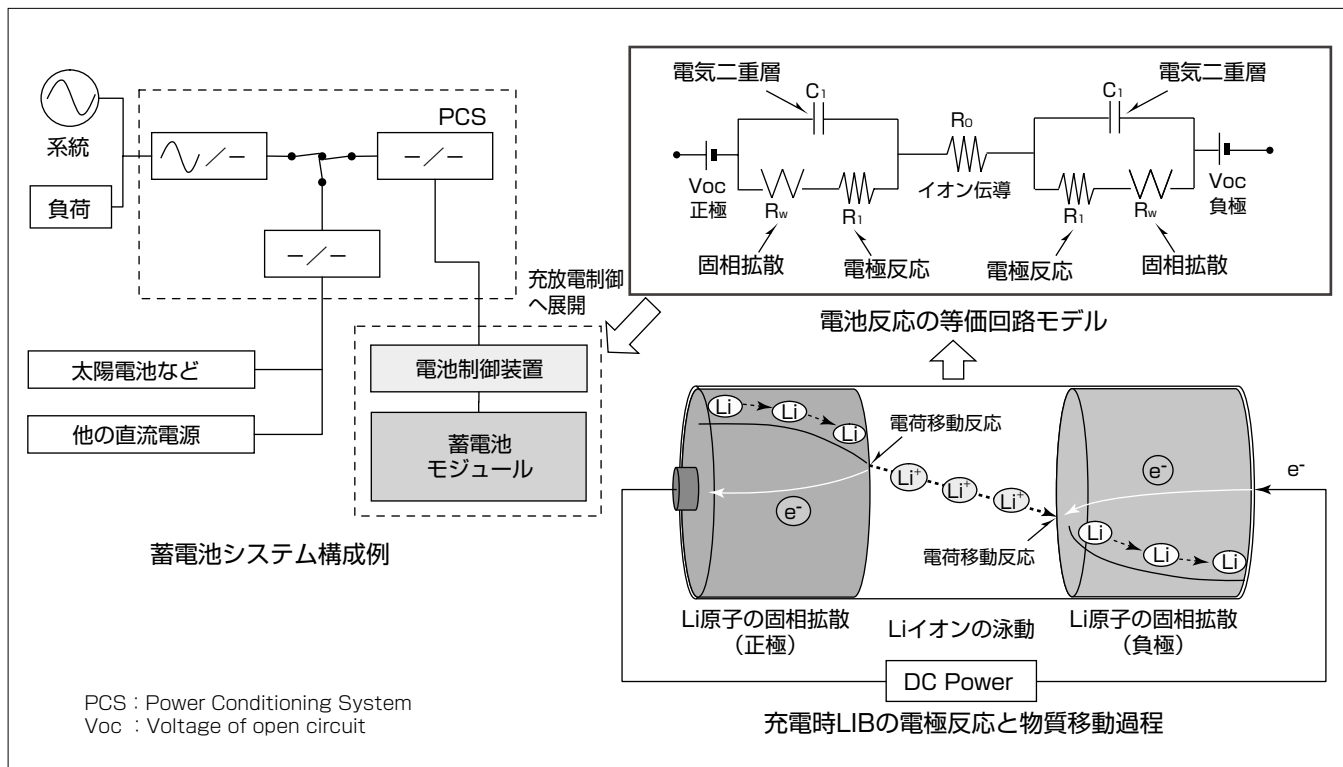 系統
負荷
PCS
∿/−
−/−
−/−
太陽電池など
他の直流電源
電池制御装置
蓄電池
モジュール
蓄電池システム構成例
充放電制御
へ展開
電気二重層
C1
電気二重層
C1
R0
イオン伝導
Voc
正極
Rw
R1
R1
Rw
Voc
負極
固相拡散
電極反応
電極反応
固相拡散
電池反応の等価回路モデル
Li
Li
Li
電荷移動反応
Li+
Li+
Li+
e-
e-
e-
電荷移動反応
Li
Li
Li
Li原子の固相拡散
(正極)
Liイオンの泳動
Li原子の固相拡散
(負極)
DC Power
充電時LIBの電極反応と物質移動過程
PCS:Power Conditioning System
Voc :Voltage of open circuit